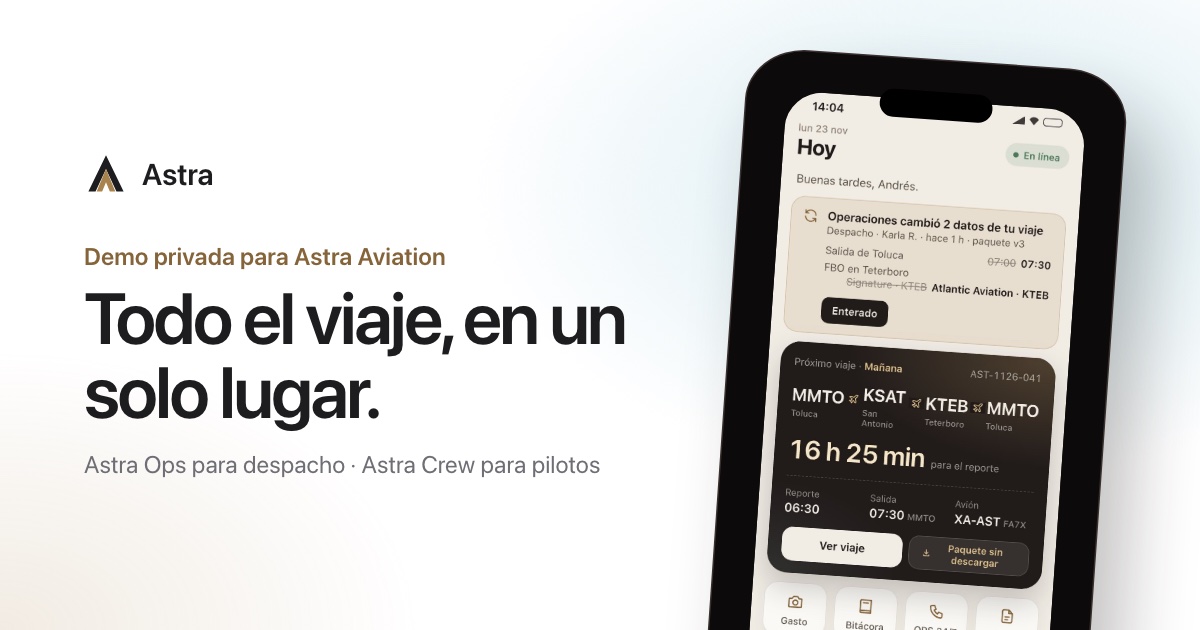 Astra
Demo privada para Astra Aviation
Todo el viaje, en un
solo lugar.
Astra Ops para despacho · Astra Crew para pilotos
14:04
lun 23 nov
Hoy
En línea
Buenas tardes, Andrés.
Operaciones cambió 2 datos de tu viaje
Despacho · Karla R. · hace 1 h · paquete v3
Salida de Toluca 07:00 07:30
FBO en Teterboro
Signature · KTEB Atlantic Aviation · KTEB
Enterado
Próximo viaje · Mañana AST-1126-041
MMTO KSAT KTEB MMTO
Toluca San Antonio Teterboro Toluca
16 h 25 min para el reporte
Reporte Salida Avión
06:30 07:30 MMTO XA-AST FA7X
Ver viaje
Paquete sin
descargar
Gasto Bitácora